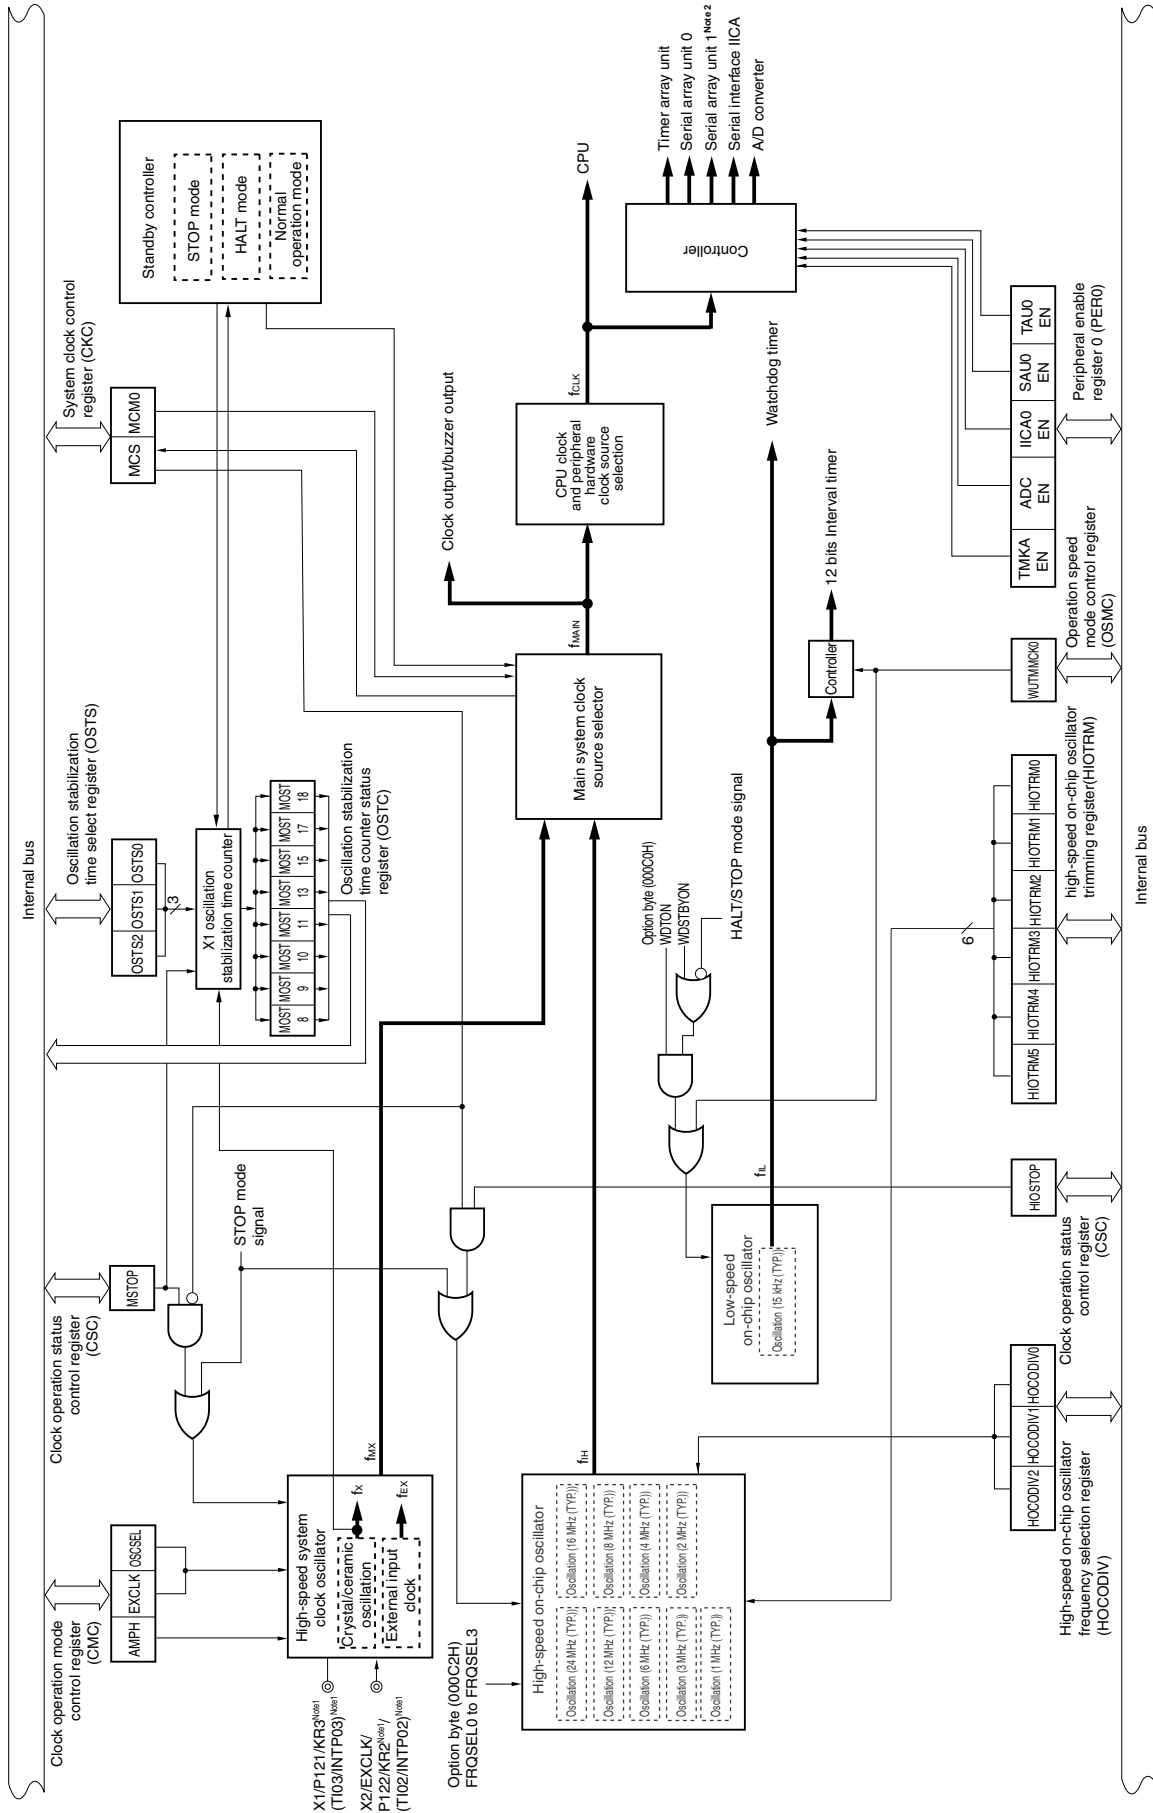 Internal bus
Clock operation mode
control register
(CMC)
AMPH
EXCLK
OSCSEL
Clock operation status
control register
(CSC)
MSTOP
Oscillation stabilization
time select register (OSTS)
OSTS2
OSTS1
OSTS0
3
X1 oscillation
stabilization time counter
MOST
8
MOST
9
MOST
10
MOST
11
MOST
13
MOST
15
MOST
17
MOST
18
Oscillation stabilization
time counter status
register (OSTC)
System clock control
register (CKC)
MCS
MCM0
Standby controller
STOP mode
HALT mode
Normal
operation mode
STOP mode
signal
High-speed system
clock oscillator
Crystal/ceramic
oscillation
fX
External input
clock
fEX
fMX
X1/P121/KR3Note1
(TI03/INTP03)Note1
X2/EXCLK/
P122/KR2Note1/
(TI02/INTP02)Note1
Option byte (000C2H)
FRQSEL0 to FRQSEL3
High-speed on-chip oscillator
Oscillation (24 MHz (TYP.))
Oscillation (16 MHz (TYP.))
Oscillation (12 MHz (TYP.))
Oscillation (8 MHz (TYP.))
Oscillation (6 MHz (TYP.))
Oscillation (4 MHz (TYP.))
Oscillation (3 MHz (TYP.))
Oscillation (2 MHz (TYP.))
Oscillation (1 MHz (TYP.))
fIH
Main system clock
source selector
fMAIN
Clock output/buzzer output
CPU clock
and peripheral
hardware
clock source
selection
fCLK
CPU
Controller
Timer array unit
Serial array unit 0
Serial array unit 1Note 2
Serial interface IICA
A/D converter
Option byte (000C0H)
WDTON
WDSTBYON
HALT/STOP mode signal
Low-speed
on-chip oscillator
Oscillation (15 kHz (TYP.))
fIL
Watchdog timer
Controller
12 bits Interval timer
HOCODIV2
HOCODIV1
HOCODIV0
High-speed on-chip oscillator
frequency selection register
(HOCODIV)
HIOSTOP
Clock operation status
control register
(CSC)
6
HIOTRM5
HIOTRM4
HIOTRM3
HIOTRM2
HIOTRM1
HIOTRM0
high-speed on-chip oscillator
trimming register(HIOTRM)
WUTMMCK0
Operation speed
mode control register
(OSMC)
TMKA
EN
ADC
EN
IICA0
EN
SAU0
EN
TAU0
EN
Peripheral enable
register 0 (PER0)
Internal bus